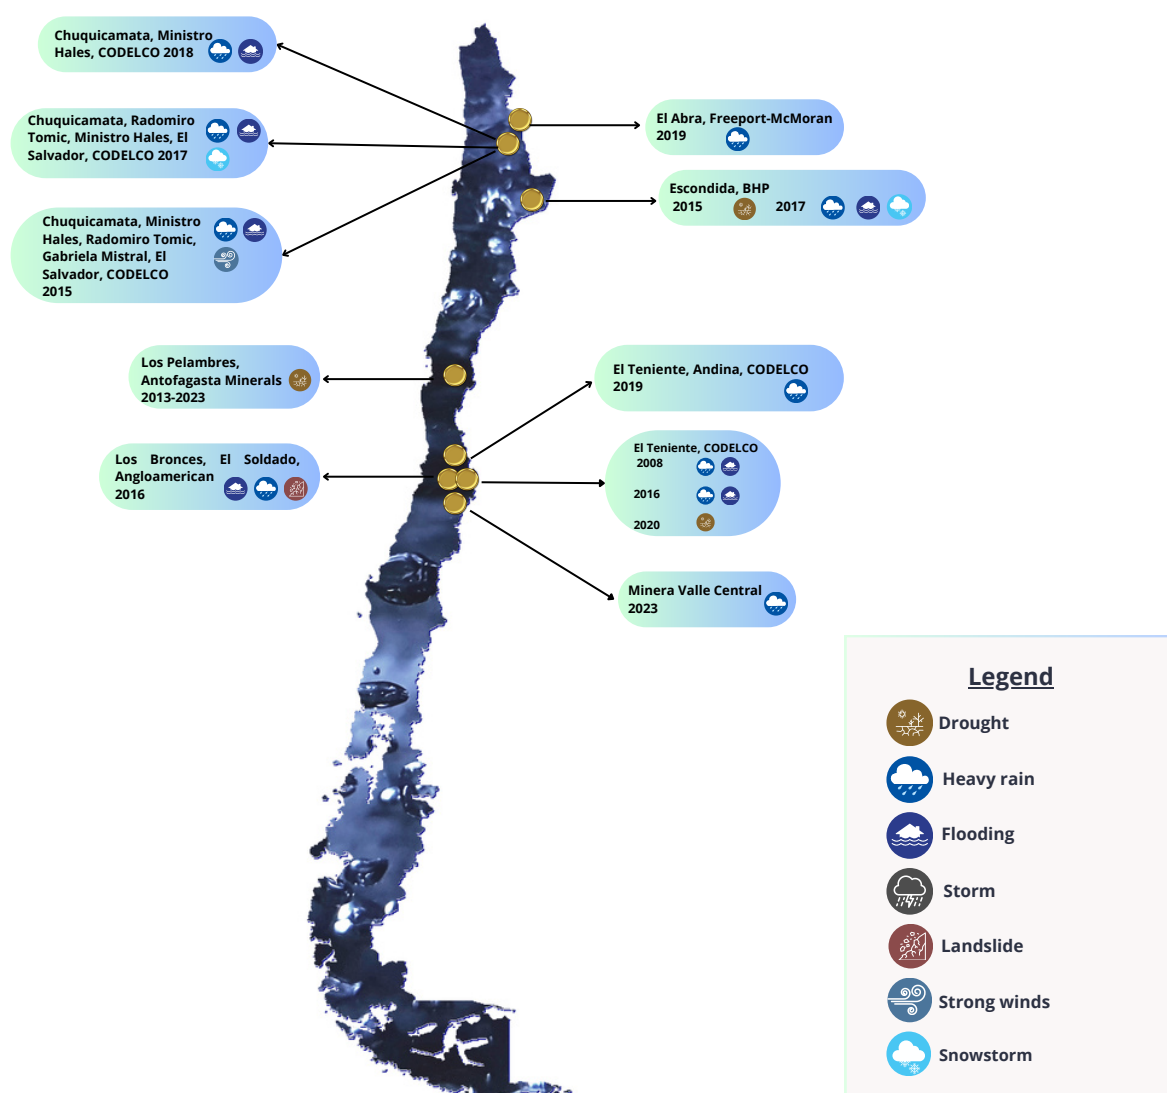 Chuquicamata, Ministro
Hales, CODELCO 2018
Chuquicamata, Radomiro
Tomic, Ministro Hales, El
Salvador, CODELCO 2017
Chuquicamata, Ministro
Hales, Radomiro Tomic,
Gabriela Mistral, El
Salvador, CODELCO
2015
El Abra, Freeport-McMoran
2019
Escondida, BHP
2015 2017
Los Pelambres,
Antofagasta Minerals
2013-2023
Los Bronces, El Soldado,
Angloamerican
2016
El Teniente, Andina, CODELCO
2019
El Teniente, CODELCO
2008
2016
2020
Minera Valle Central
2023
Legend
Drought
Heavy rain
Flooding
Storm
Landslide
Strong winds
Snowstorm